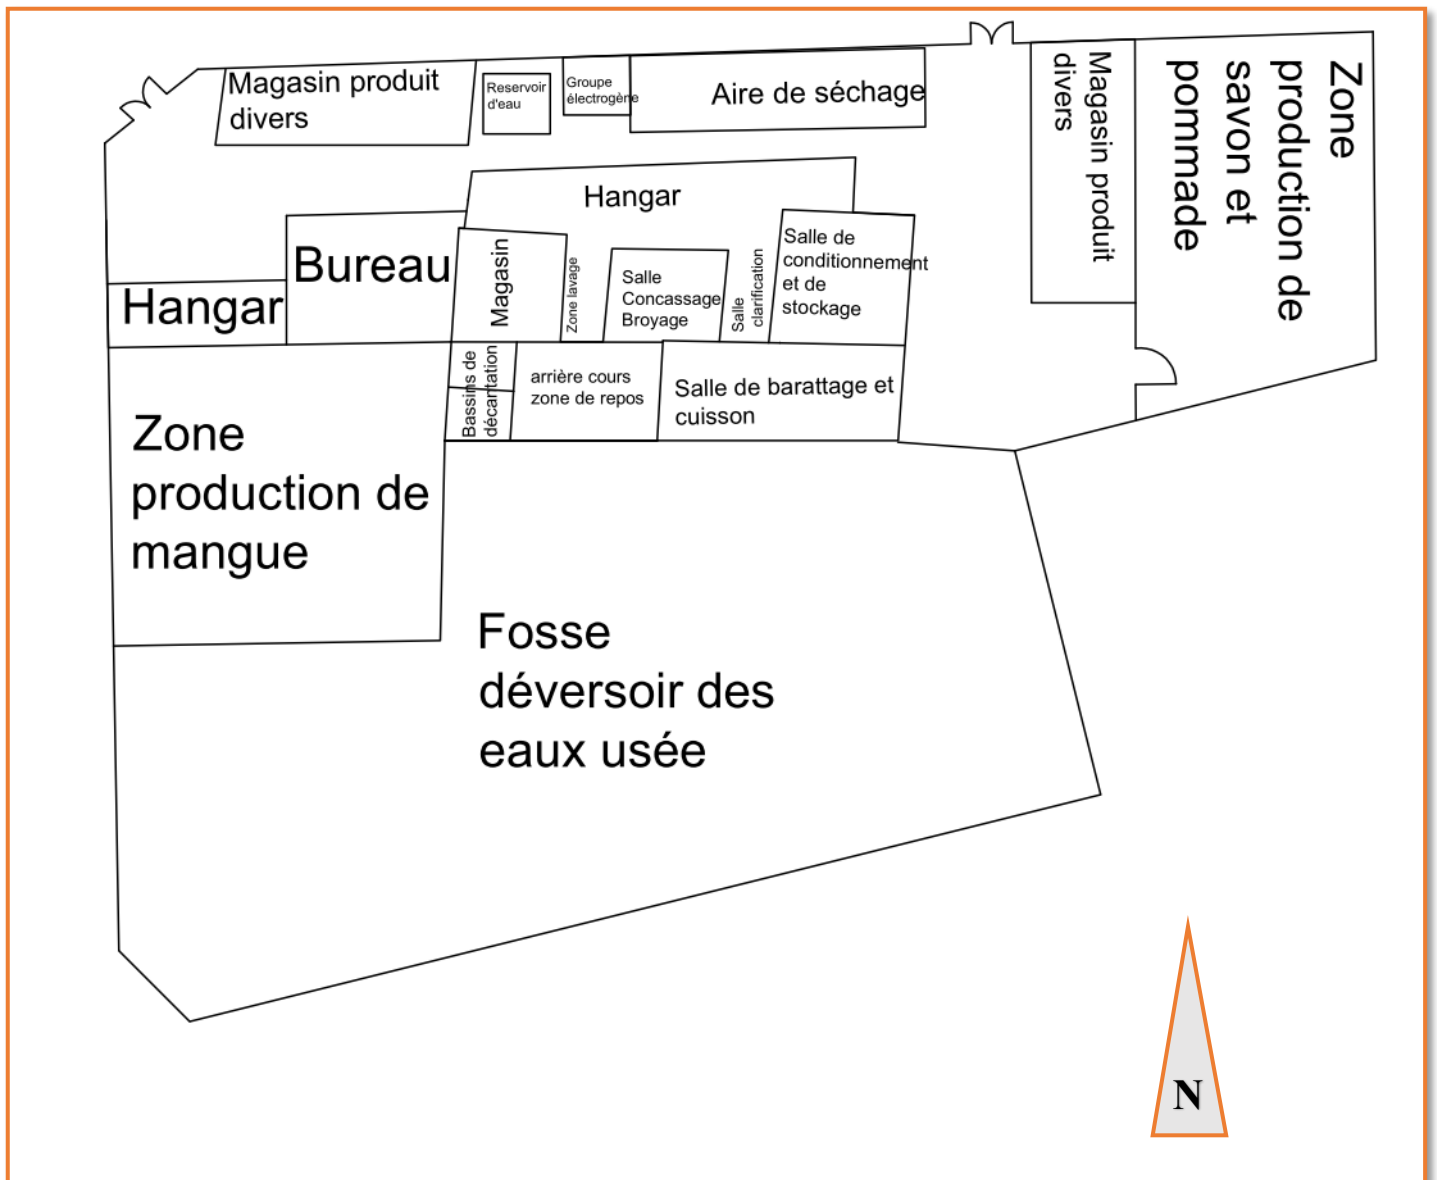 Magasin produit
divers
Reservoir
d'eau
Groupe
électrogène
Aire de séchage
Magasin produit
divers
Zone
production de
savon et
pommade
Hangar
Bureau
Hangar
Magasin
Zone lavage
Salle
Concassage
Broyage
Salle
clarification
Salle de
conditionnement
et de
stockage
Bassins de
décantation
arrière cours
zone de repos
Salle de barattage et
cuisson
Zone
production de
mangue
Fosse
déversoir des
eaux usée
N